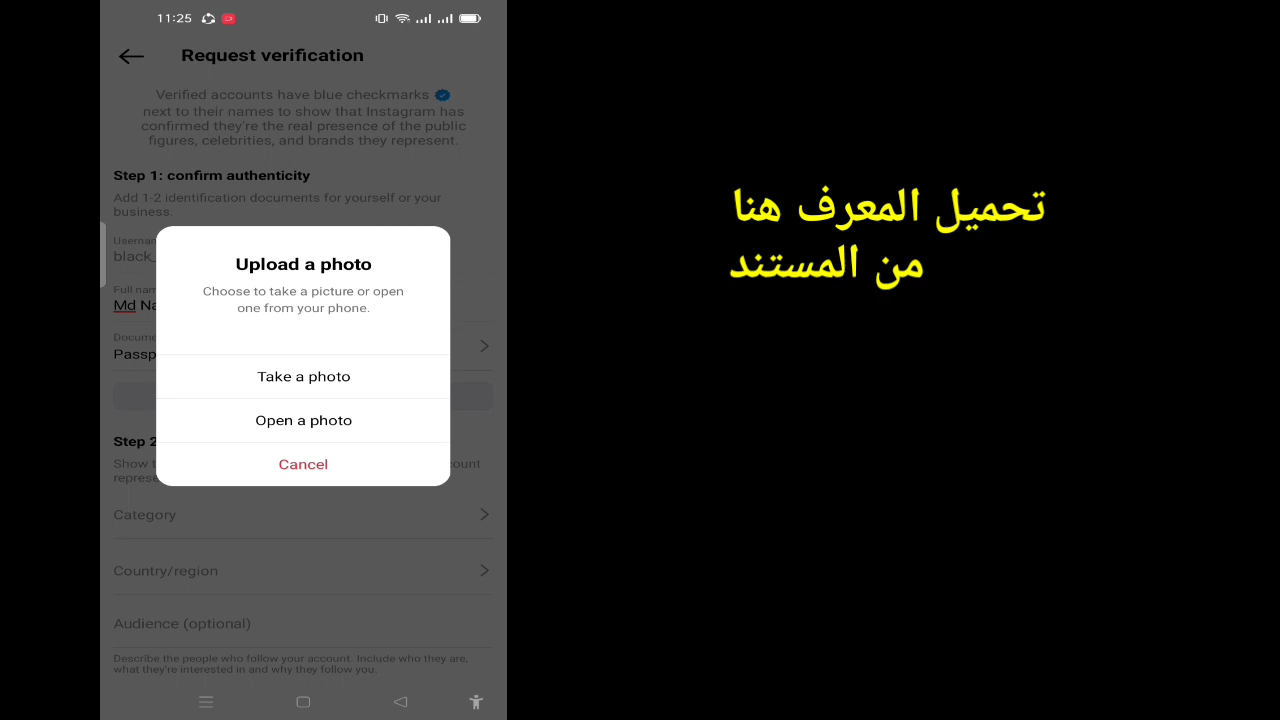 11:25
Request verification
Verified accounts have blue checkmarks
next to their names to show that Instagram has
confirmed they're the real presence of the public
figures, celebrities, and brands they represent.
Step 1: confirm authenticity
Add 1-2 identification documents for yourself or your
business.
black_
Full
Md Na
Upload a photo
Choose to take a picture or open
one from your phone.
Take a photo
Open a photo
Cancel
Step 2
Show
Category
Country/region
Audience (optional)
Describe the people who follow your account. Include who they are,
what they're interested in and why they follow you.
تحميل المعرف هنا
من المستند